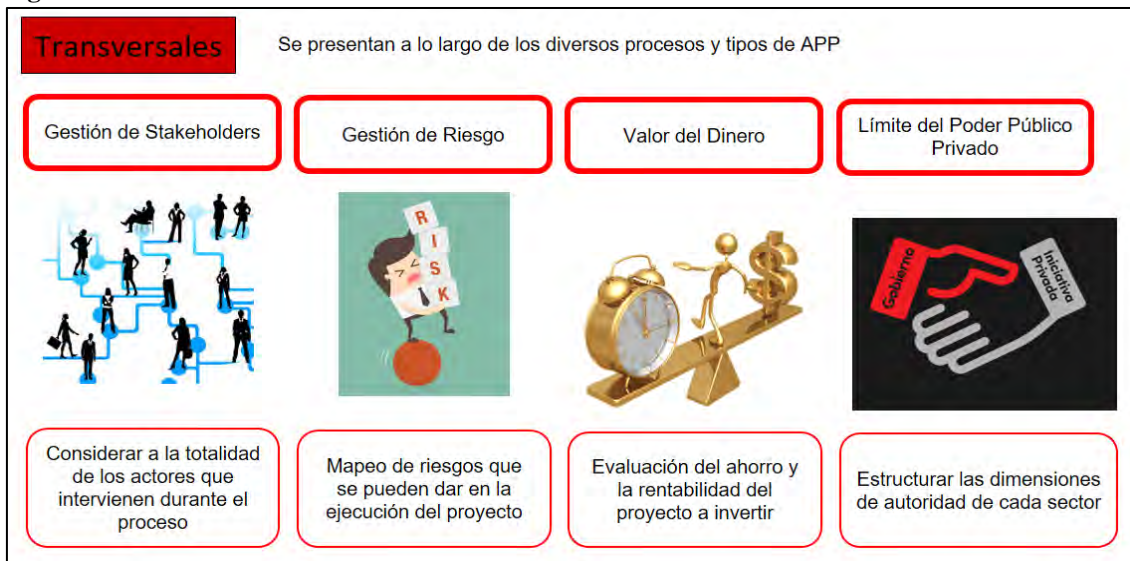 Transversales
Se presentan a lo largo de los diversos procesos y tipos de APP
Gestión de Stakeholders
Gestión de Riesgo
Valor del Dinero
Límite del Poder Público
Privado
R
I
S
K
Gobierno
Iniciativa
Privada
Considerar a la totalidad
de los actores que
intervienen durante el
proceso
Mapeo de riesgos que
se pueden dar en la
ejecución del proyecto
Evaluación del ahorro y
la rentabilidad del
proyecto a invertir
Estructurar las dimensiones
de autoridad de cada sector